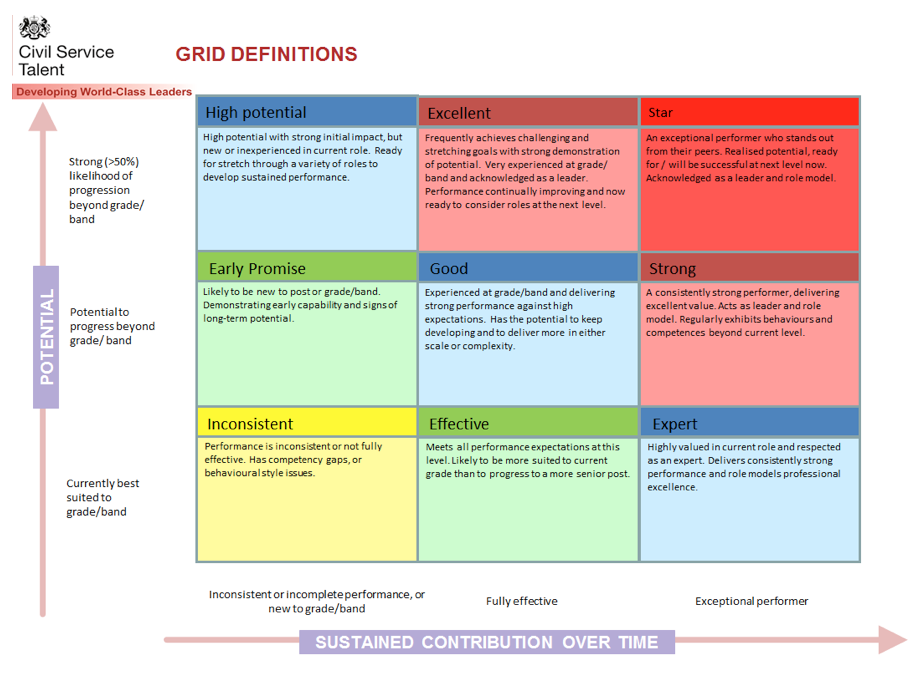 Civil Service
Talent
GRID DEFINITIONS
Developing World-Class Leaders
Strong (>50%)
likelihood of
progression
beyond grade/
band
High potential
High potential with strong initial impact, but
new or inexperienced in current role. Ready
for stretch through a variety of roles to
develop sustained performance.
Excellent
Frequently achieves challenging and
stretching goals with strong demonstration
of potential. Very experienced at grade/
band and acknowledged as a leader.
Performance continually improving and now
ready to consider roles at the next level.
Star
An exceptional performer who stands out
from their peers. Realised potential, ready
for / will be successful at next level now.
Acknowledged as a leader and role model.
POTENTIAL
Potential to
progress beyond
grade/ band
Early Promise
Likely to be new to post or grade/band.
Demonstrating early capability and signs of
long-term potential.
Good
Experienced at grade/band and delivering
strong performance against high
expectations. Has the potential to keep
developing and to deliver more in either
scale or complexity.
Strong
A consistently strong performer, delivering
excellent value. Acts as leader and role
model. Regularly exhibits behaviours and
competences beyond current level.
Currently best
suited to
grade/band
Inconsistent
Performance is inconsistent or not fully
effective. Has competency gaps, or
behavioural style issues.
Effective
Meets all performance expectations at this
level. Likely to be more suited to current
grade than to progress to a more senior post.
Expert
Highly valued in current role and respected
as an expert. Delivers consistently strong
performance and role models professional
excellence.
Inconsistent or incomplete performance, or
new to grade/band
Fully effective
Exceptional performer
SUSTAINED CONTRIBUTION OVER TIME